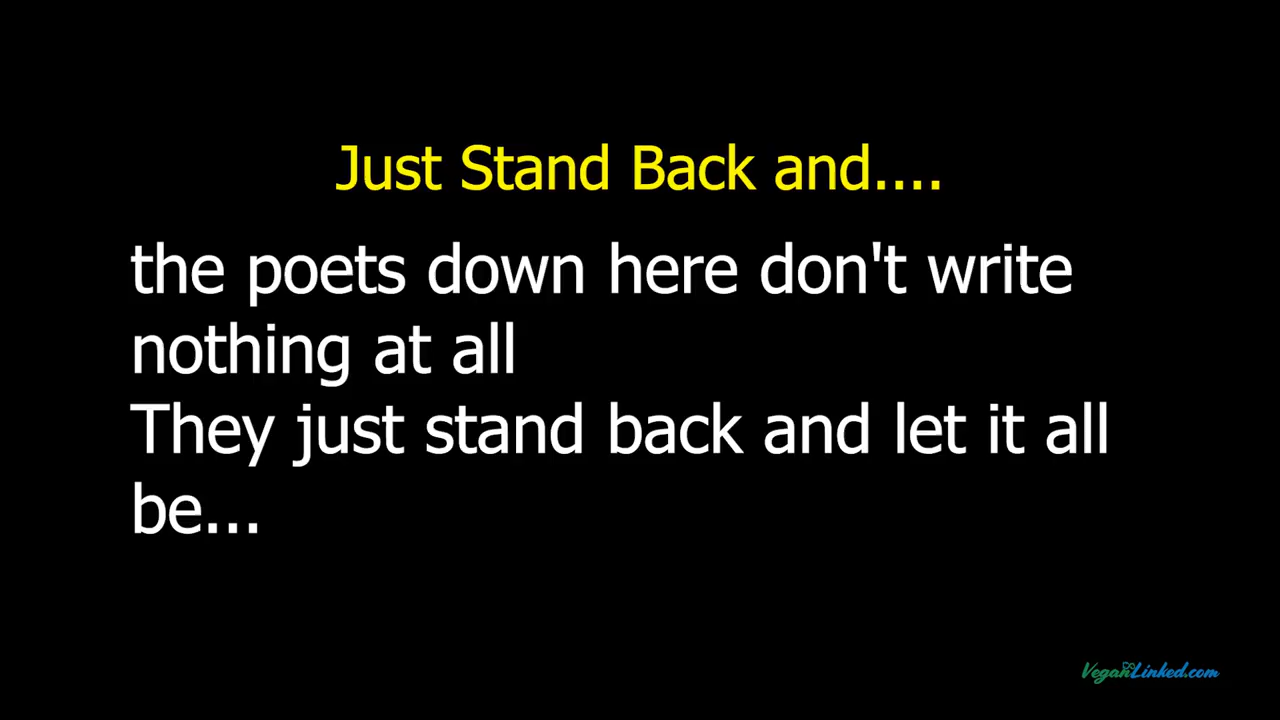 Just Stand Back and....
the poets down here don't write
nothing at all
They just stand back and let it all
be...
VeganLinked.com